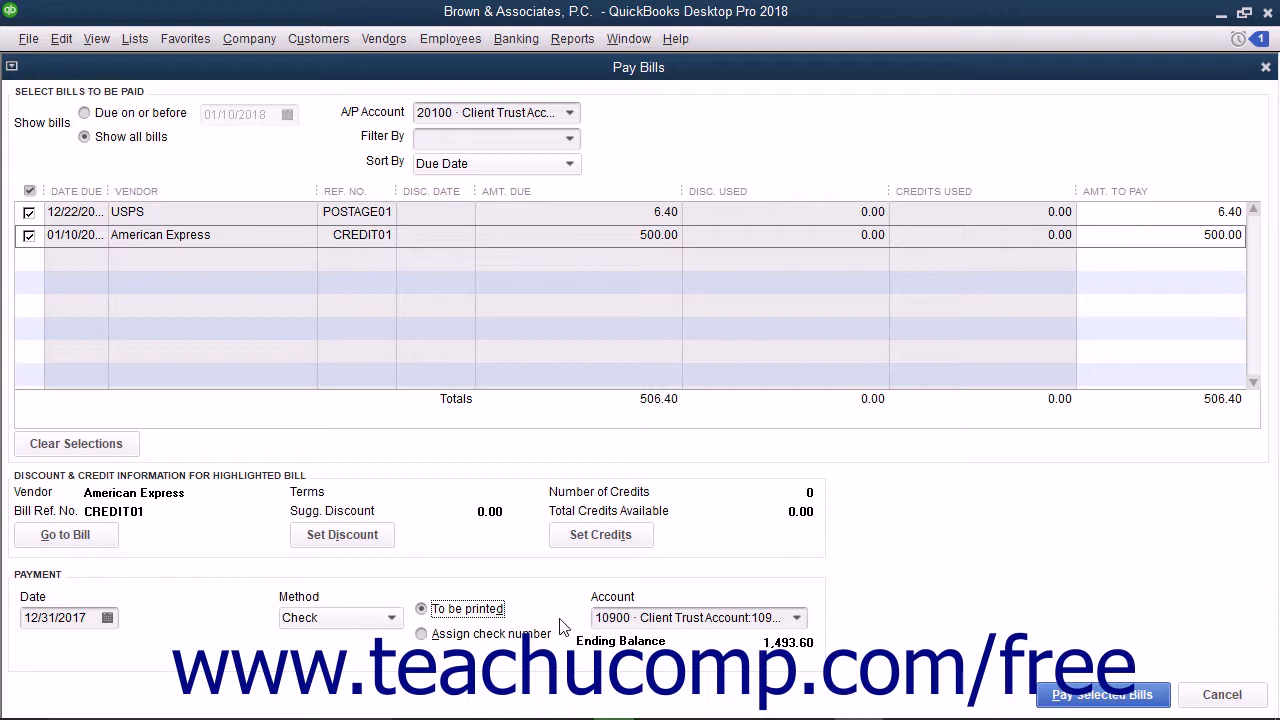 Brown & Associates, P.C. - QuickBooks Desktop Pro 2018
File Edit View Lists Favorites Company Customers Vendors Employees Banking Reports Window Help 1
Pay Bills
SELECT BILLS TO BE PAID
Show bills
Due on or before 01/10/2018
Show all bills
A/P Account 20100 · Client Trust Acc...
Filter By
Sort By Due Date
DATE DUE VENDOR REF. NO. DISC. DATE AMT. DUE DISC. USED CREDITS USED AMT. TO PAY
12/22/20... USPS POSTAGE01 6.40 0.00 0.00 6.40
01/10/20... American Express CREDIT01 500.00 0.00 0.00 500.00
Totals 506.40 0.00 0.00 506.40
Clear Selections
DISCOUNT & CREDIT INFORMATION FOR HIGHLIGHTED BILL
Vendor American Express Terms Number of Credits 0
Bill Ref. No. CREDIT01 Sugg. Discount 0.00 Total Credits Available 0.00
Go to Bill Set Discount Set Credits
PAYMENT
Date Method Account
12/31/2017 Check To be printed 10900 · Client Trust Account:109...
Assign check number Ending Balance 1,493.60
www.teachucomp.com/free
Pay Selected Bills Cancel